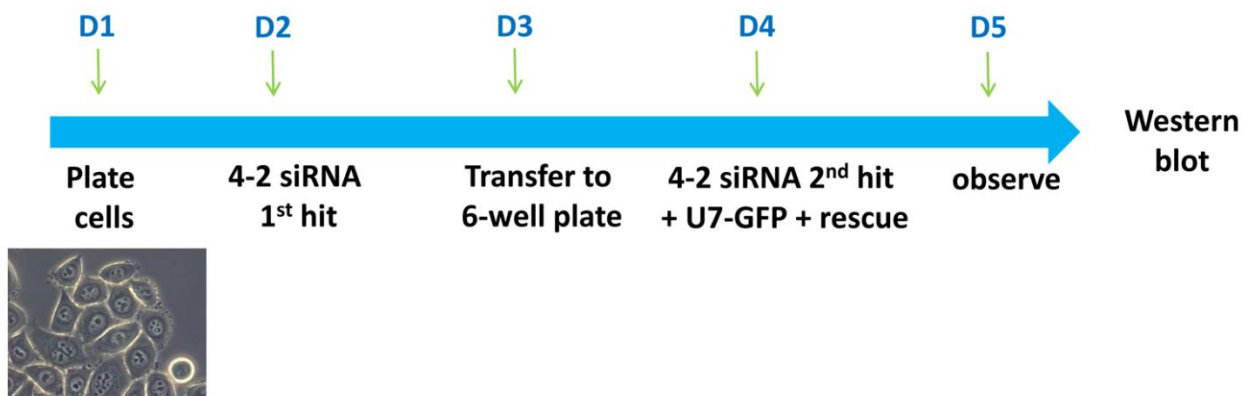 D1
D2
D3
D4
D5
Plate
cells
4-2 siRNA
1st hit
Transfer to
6-well plate
4-2 siRNA 2nd hit
+ U7-GFP + rescue
observe
Western
blot